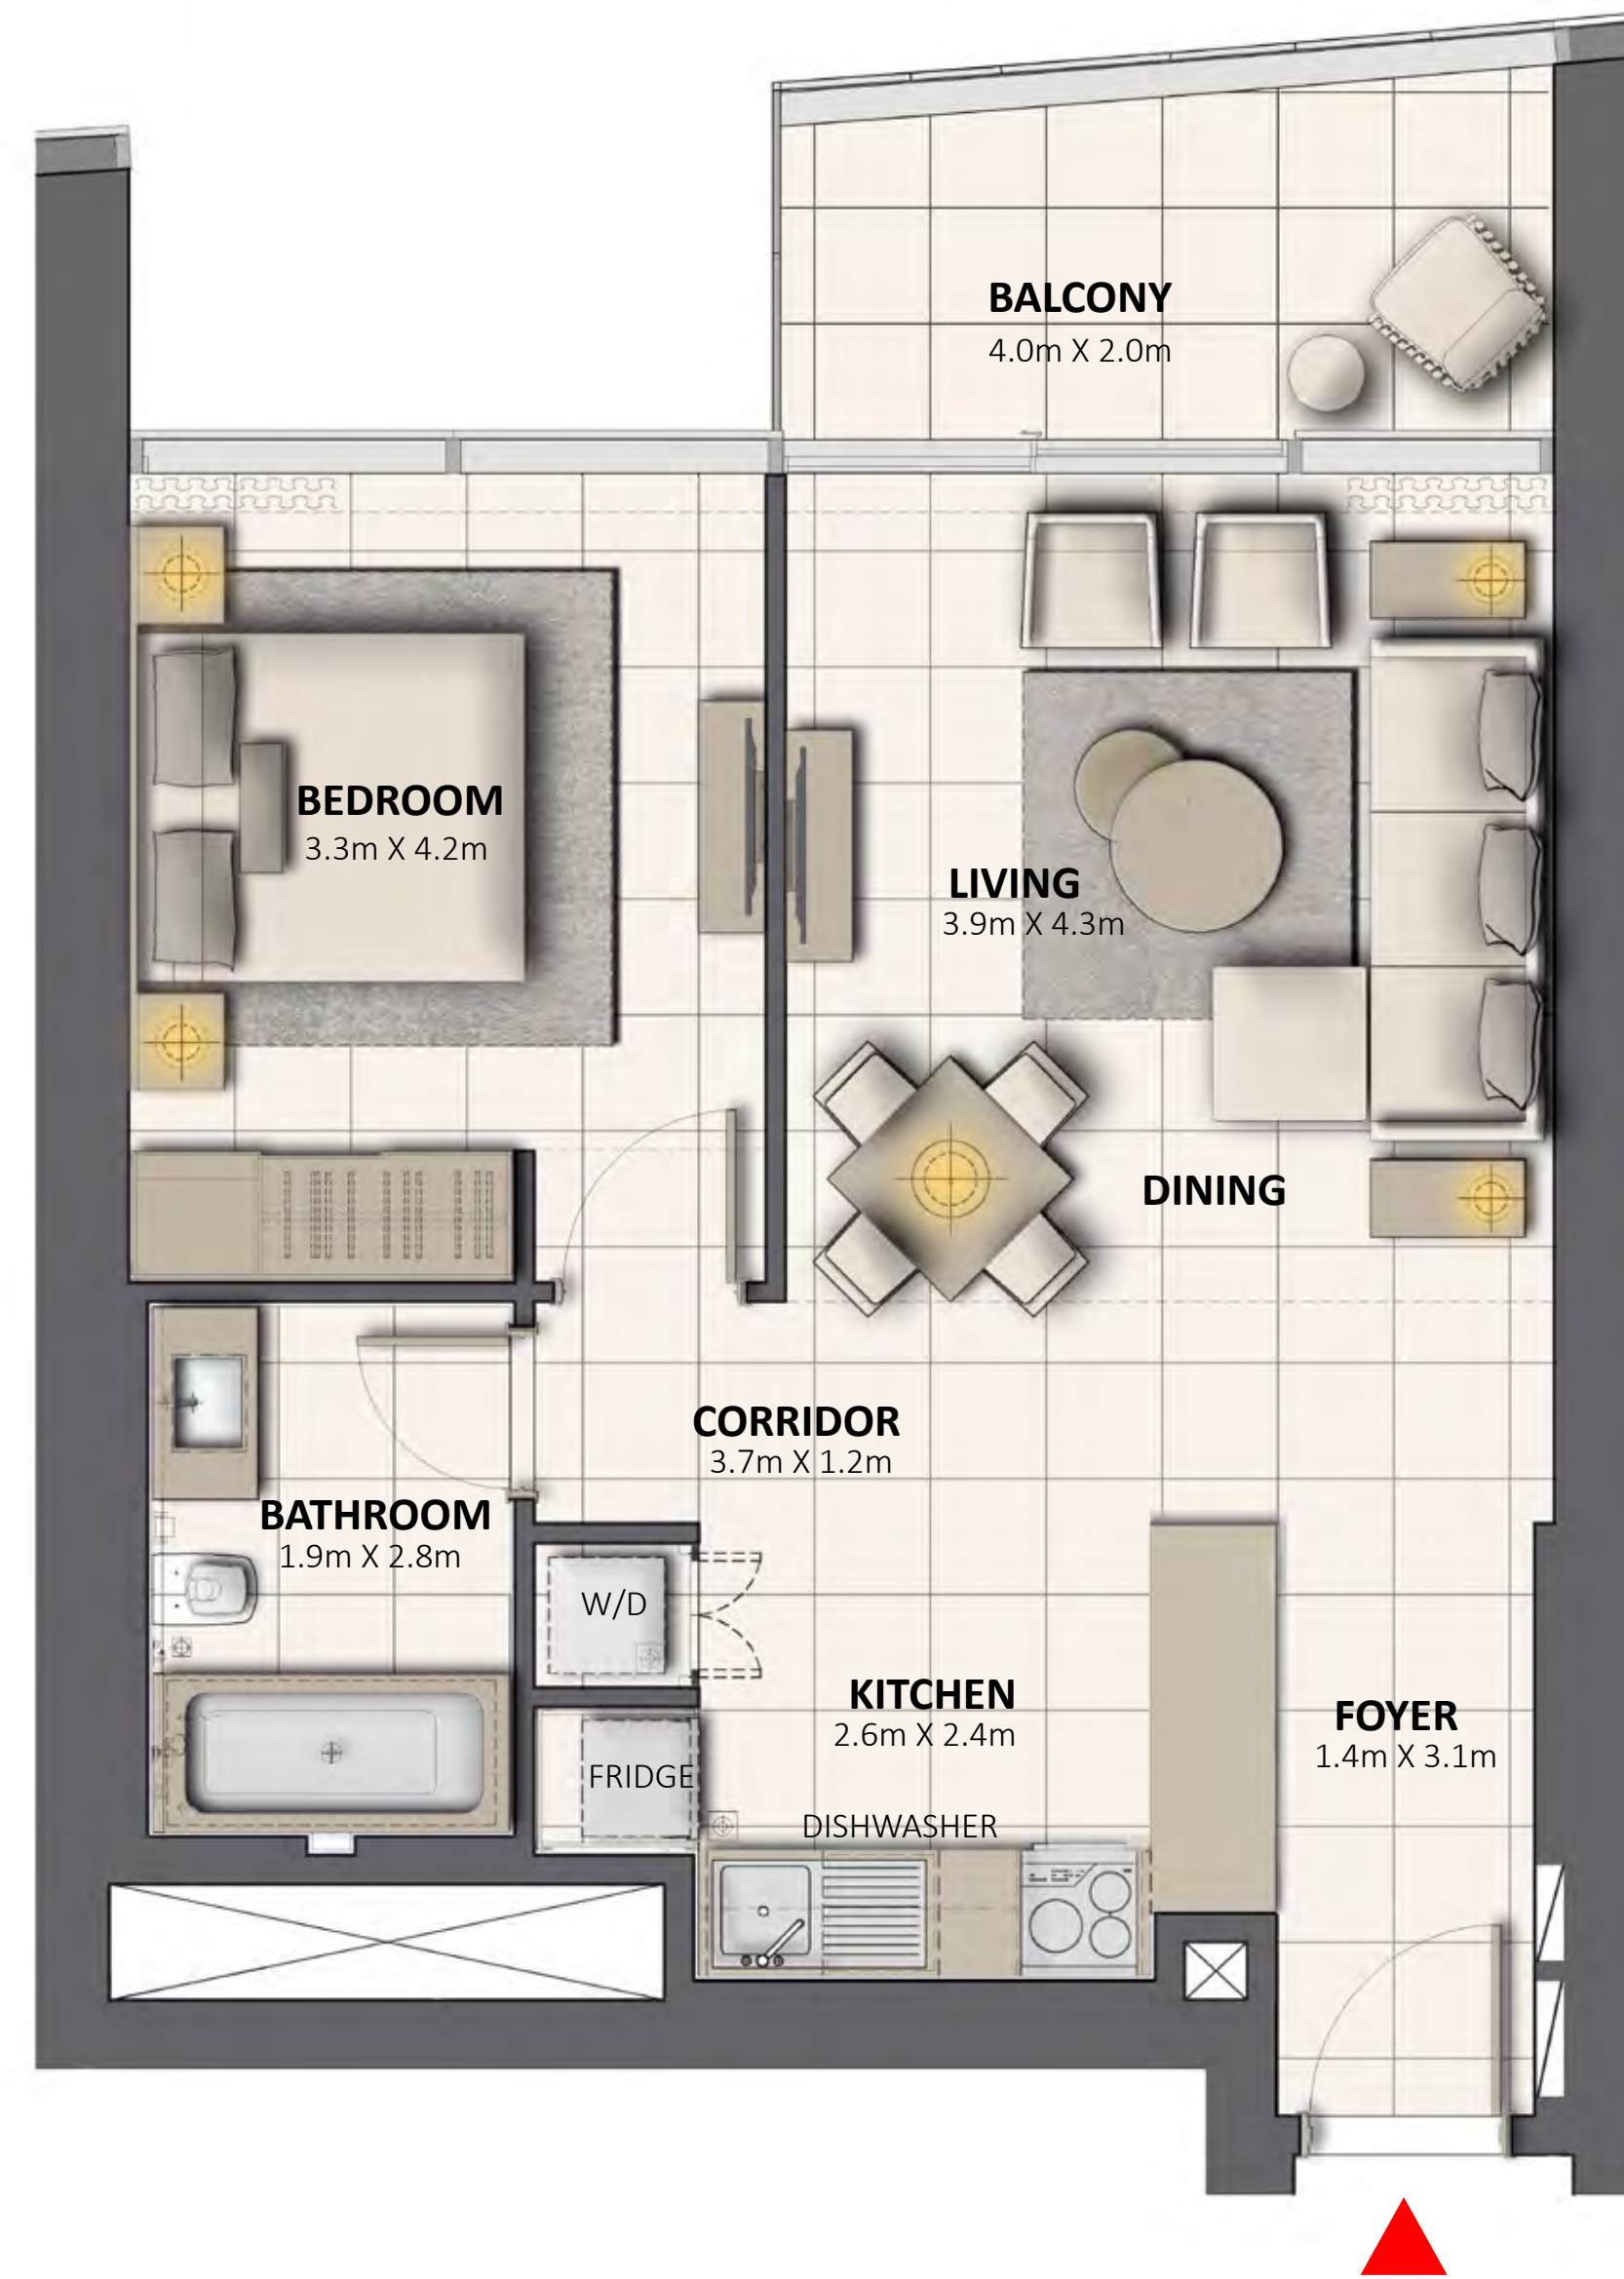 BALCONY
4.0m X 2.0m
BEDROOM
3.3m X 4.2m
LIVING
3.9m X 4.3m
DINING
CORRIDOR
3.7m X 1.2m
BATHROOM
1.9m X 2.8m
W/D
KITCHEN
2.6m X 2.4m
FOYER
1.4m X 3.1m
FRIDGE
DISHWASHER